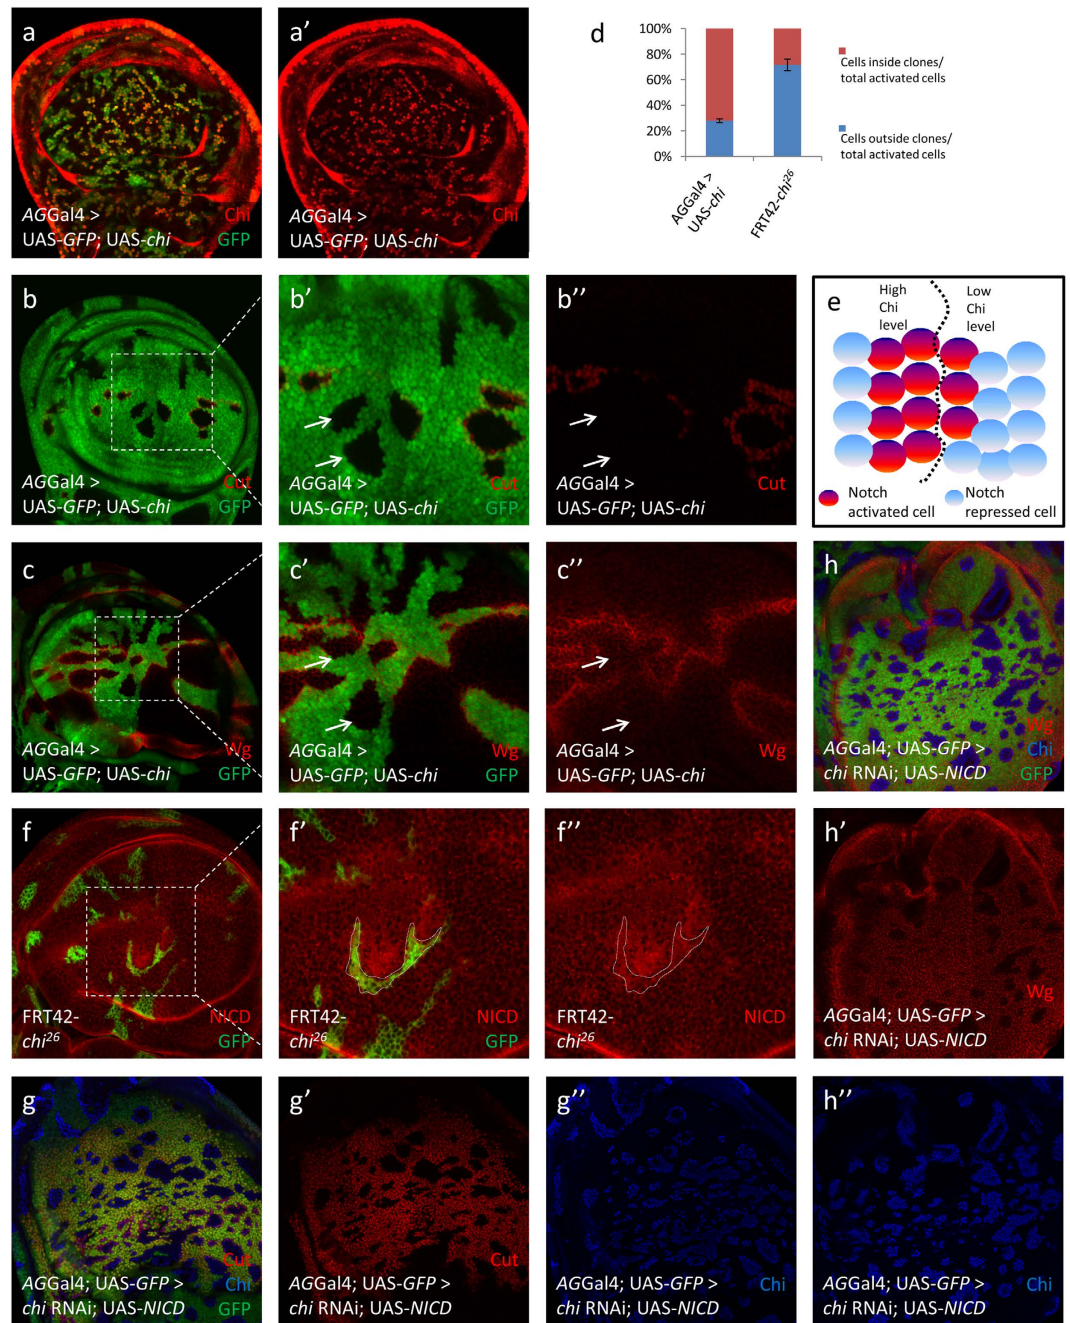 a
AGGal4 >
Chi
UAS-GFP; UAS-chi
GFP
a'
AGGal4 >
UAS-GFP; UAS-chi
Chi
d
100%
80%
60%
40%
20%
0%
AGGal4 >
UAS-chi
FRT42-chi26
Cells inside clones/
total activated cells
Cells outside clones/
total activated cells
b
AGGal4 >
Cut
UAS-GFP; UAS-chi
GFP
b'
AGGal4 >
Cut
UAS-GFP; UAS-chi
GFP
b''
AGGal4 >
Cut
UAS-GFP; UAS-chi
e
High
Chi
level
Low
Chi
level
Notch
activated cell
Notch
repressed cell
c
AGGal4 >
Wg
UAS-GFP; UAS-chi
GFP
c'
AGGal4 >
Wg
UAS-GFP; UAS-chi
GFP
c''
AGGal4 >
Wg
UAS-GFP; UAS-chi
h
Wg
AGGal4; UAS-GFP >
Chi
chi RNAi; UAS-NICD
GFP
f
FRT42-
NICD
chi26
GFP
f'
FRT42-
NICD
chi26
GFP
f''
FRT42-
NICD
chi26
h'
Wg
AGGal4; UAS-GFP >
chi RNAi; UAS-NICD
g
Cut
AGGal4; UAS-GFP >
Chi
chi RNAi; UAS-NICD
GFP
g'
Cut
AGGal4; UAS-GFP >
chi RNAi; UAS-NICD
g''
AGGal4; UAS-GFP >
Chi
chi RNAi; UAS-NICD
h''
AGGal4; UAS-GFP >
Chi
chi RNAi; UAS-NICD